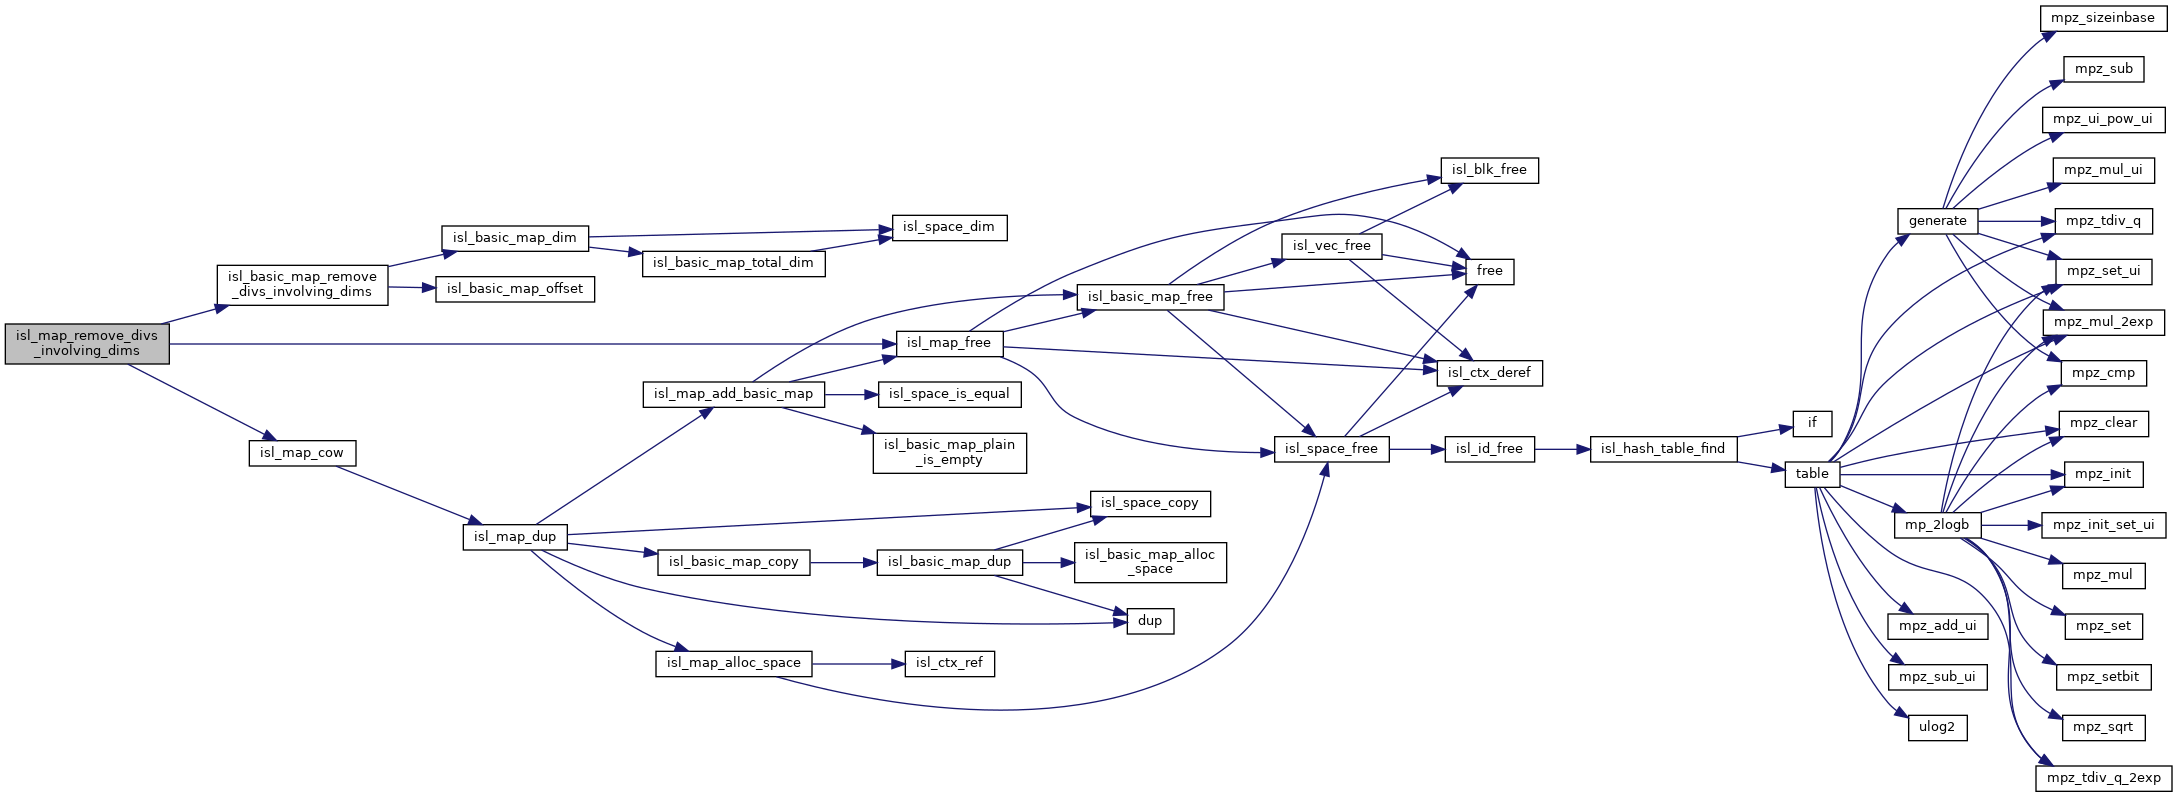 isl_map_remove_divs
_involving_dims
isl_basic_map_remove
_divs_involving_dims
isl_map_cow
isl_basic_map_dim
isl_basic_map_offset
isl_map_dup
isl_basic_map_total_dim
isl_map_add_basic_map
isl_basic_map_copy
isl_map_alloc_space
isl_space_dim
isl_map_free
isl_space_is_equal
isl_basic_map_plain
_is_empty
isl_basic_map_dup
isl_ctx_ref
isl_basic_map_free
isl_space_copy
isl_basic_map_alloc
_space
dup
isl_vec_free
isl_space_free
isl_blk_free
free
isl_ctx_deref
isl_id_free
isl_hash_table_find
if
table
generate
mp_2logb
mpz_add_ui
mpz_sub_ui
ulog2
mpz_sizeinbase
mpz_sub
mpz_ui_pow_ui
mpz_mul_ui
mpz_tdiv_q
mpz_set_ui
mpz_mul_2exp
mpz_cmp
mpz_clear
mpz_init
mpz_init_set_ui
mpz_mul
mpz_set
mpz_setbit
mpz_sqrt
mpz_tdiv_q_2exp